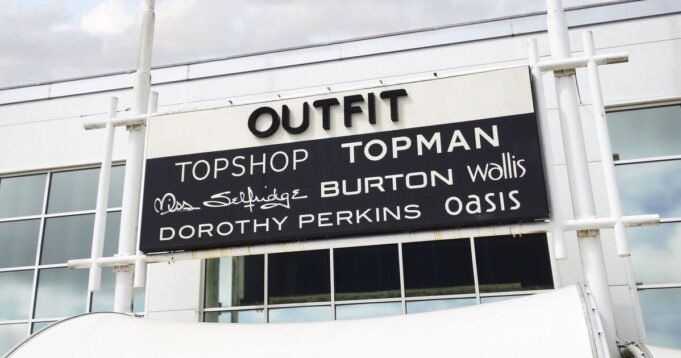 OUTFIT
TOPSHOP TOPMAN
Miss Selfridge BURTON wallis
DOROTHY PERKINS oasis